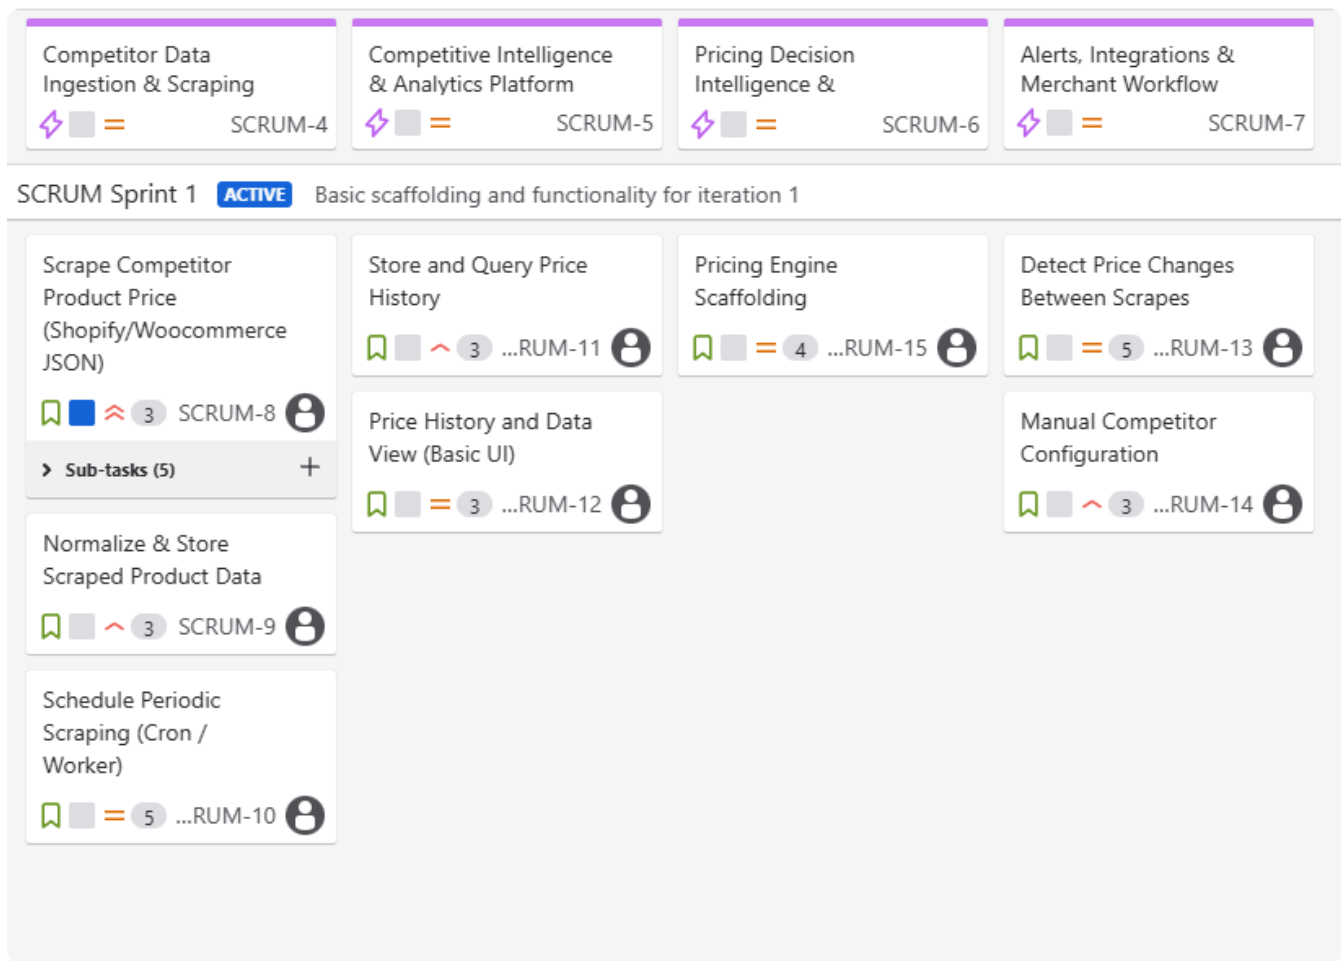 Competitor Data
Ingestion & Scraping
SCRUM-4
Competitive Intelligence
& Analytics Platform
SCRUM-5
Pricing Decision
Intelligence &
SCRUM-6
Alerts, Integrations &
Merchant Workflow
SCRUM-7
SCRUM Sprint 1 ACTIVE Basic scaffolding and functionality for iteration 1
Scrape Competitor
Product Price
(Shopify/Woocommerce
JSON)
3 SCRUM-8
Sub-tasks (5) +
Normalize & Store
Scraped Product Data
3 SCRUM-9
Schedule Periodic
Scraping (Cron /
Worker)
5 ...RUM-10
Store and Query Price
History
3 ...RUM-11
Price History and Data
View (Basic UI)
3 ...RUM-12
Pricing Engine
Scaffolding
4 ...RUM-15
Detect Price Changes
Between Scrapes
5 ...RUM-13
Manual Competitor
Configuration
3 ...RUM-14